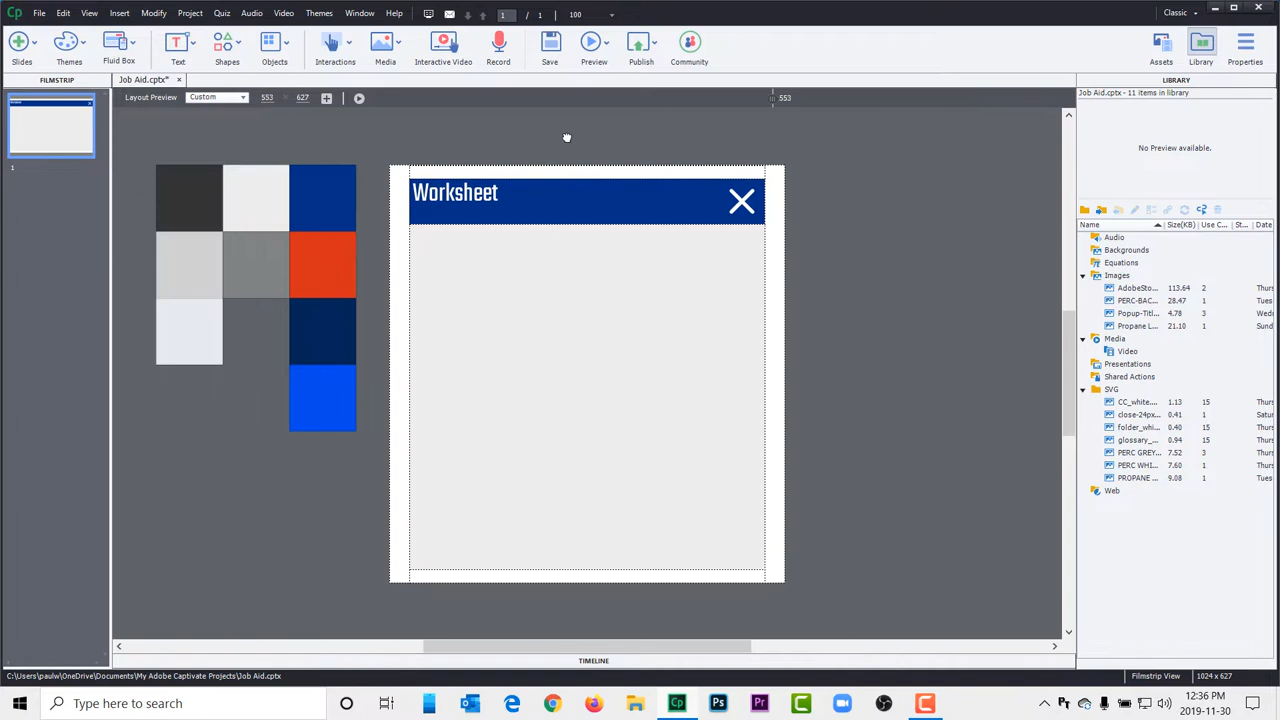 Cp File Edit View Insert Modify Project Quiz Audio Video Themes Window Help 1 / 1 100 Classic
Slides Themes Fluid Box Text Shapes Objects Interactions Media Interactive Video Record Save Preview Publish Community Assets Library Properties
FILMSTRIP Job Aid.cptx* LIBRARY
Layout Preview Custom 553 × 627 553
Job Aid.cptx - 11 items in library
No Preview available.
Name Size(KB) Use C... St... Date
Audio
Backgrounds
Equations
Images
AdobeSto... 113.64 2 Thurs
PERC-BAC... 28.47 1 Tues
Popup-Titl... 4.78 3 Wedn
Propane L... 21.10 1 Sund
Media
Video
Presentations
Shared Actions
SVG
CC_white.... 1.13 15 Thurs
close-24px... 0.41 1 Satur
folder_whi... 0.40 15 Thurs
glossary_... 0.94 15 Thurs
PERC GREY... 7.52 3 Thurs
PERC WHI... 7.60 1 Thurs
PROPANE ... 9.08 1 Tues
Web
1
Worksheet
TIMELINE
C:\Users\paulw\OneDrive\Documents\My Adobe Captivate Projects\Job Aid.cptx Filmstrip View 1024 x 627
Type here to search
Cp Ps Pr
12:36 PM
2019-11-30